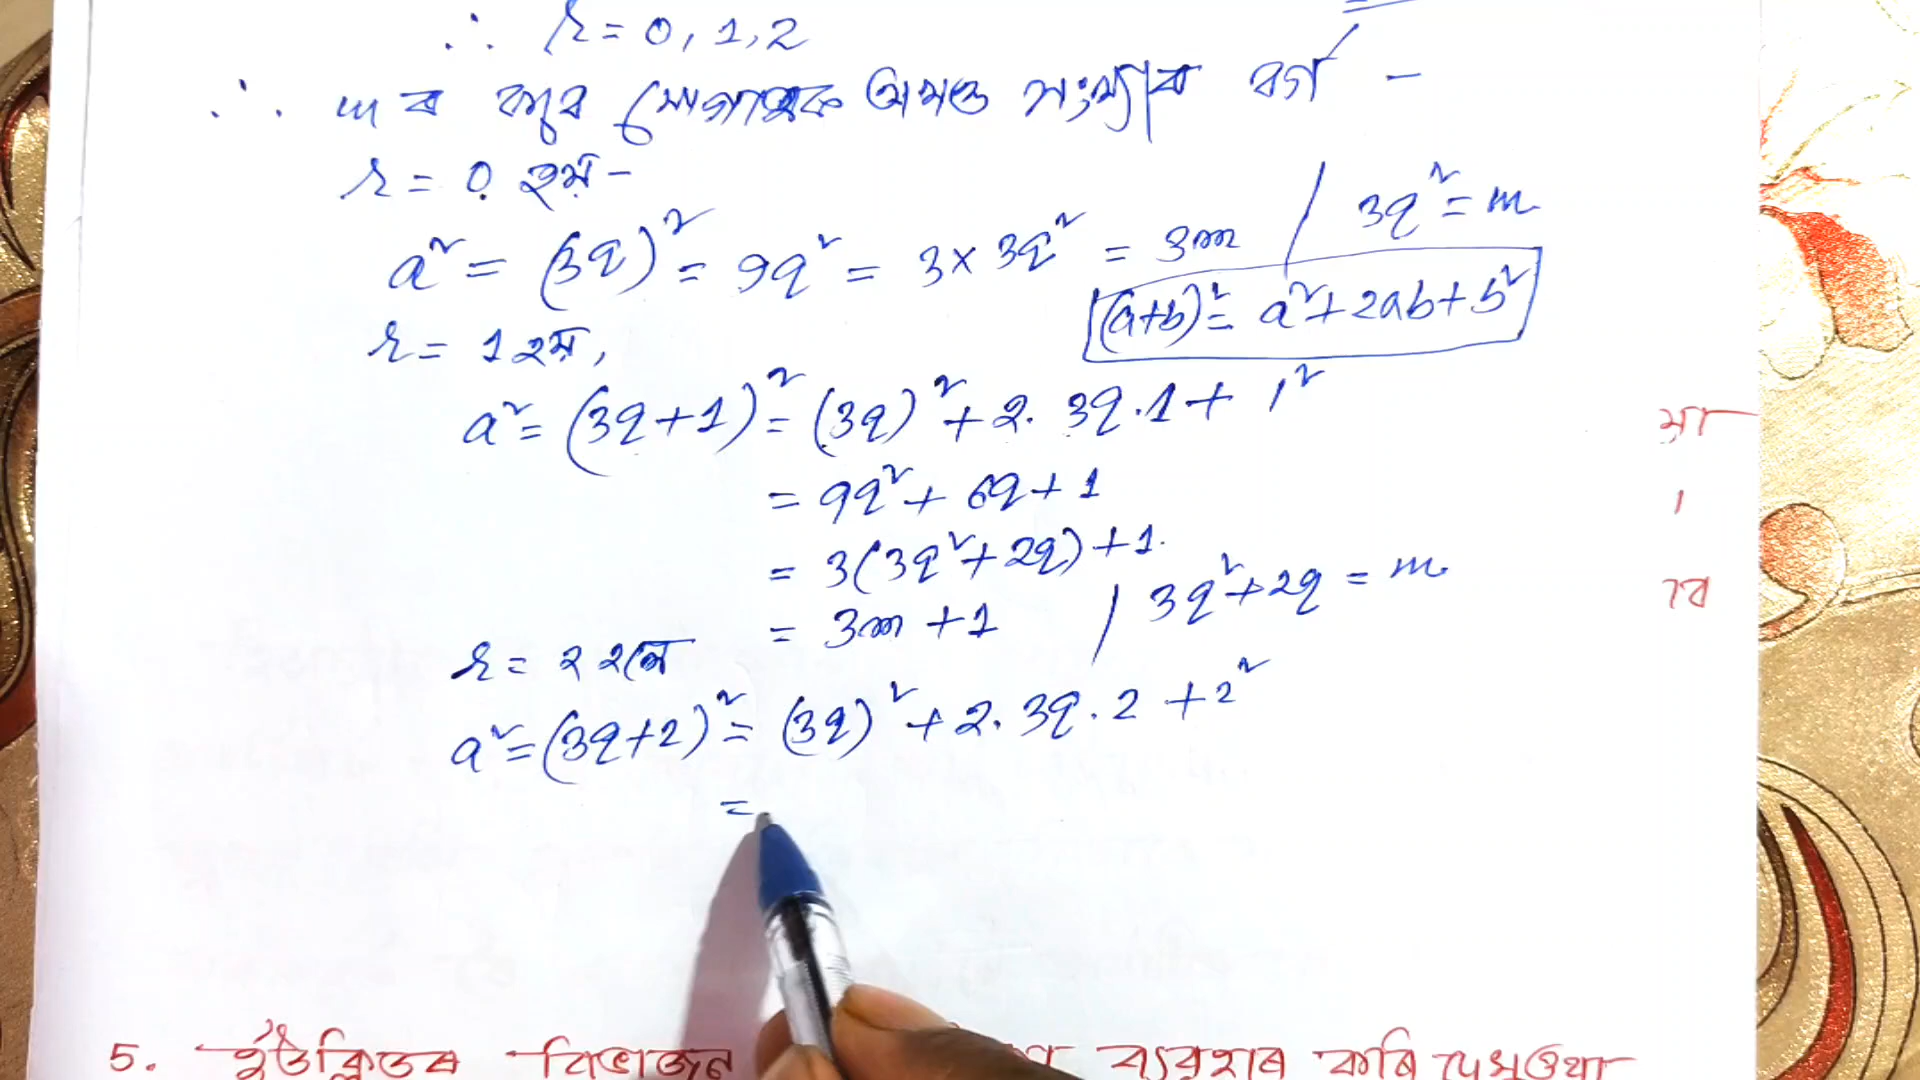 ∴ r = 0, 1, 2
∴ m ৰ কোনো যোগাত্মক অখণ্ড সংখ্যাৰ বৰ্গ –
r = 0 হয় –
a² = (3q)² = 9q² = 3 × 3q² = 3m / 3q² = m
(a+b)² = a² + 2ab + b²
r = 1 হয়,
a² = (3q+1)² = (3q)² + 2. 3q . 1 + 1²
= 9q² + 6q + 1
= 3(3q² + 2q) + 1
= 3m + 1 / 3q² + 2q = m
r = 2 হলে
a² = (3q+2)² = (3q)² + 2. 3q . 2 + 2²
=
মা
।
ৰে
5. ইউক্লিডৰ বিভাজন ব্যৱহাৰ কৰি দেখুওৱা